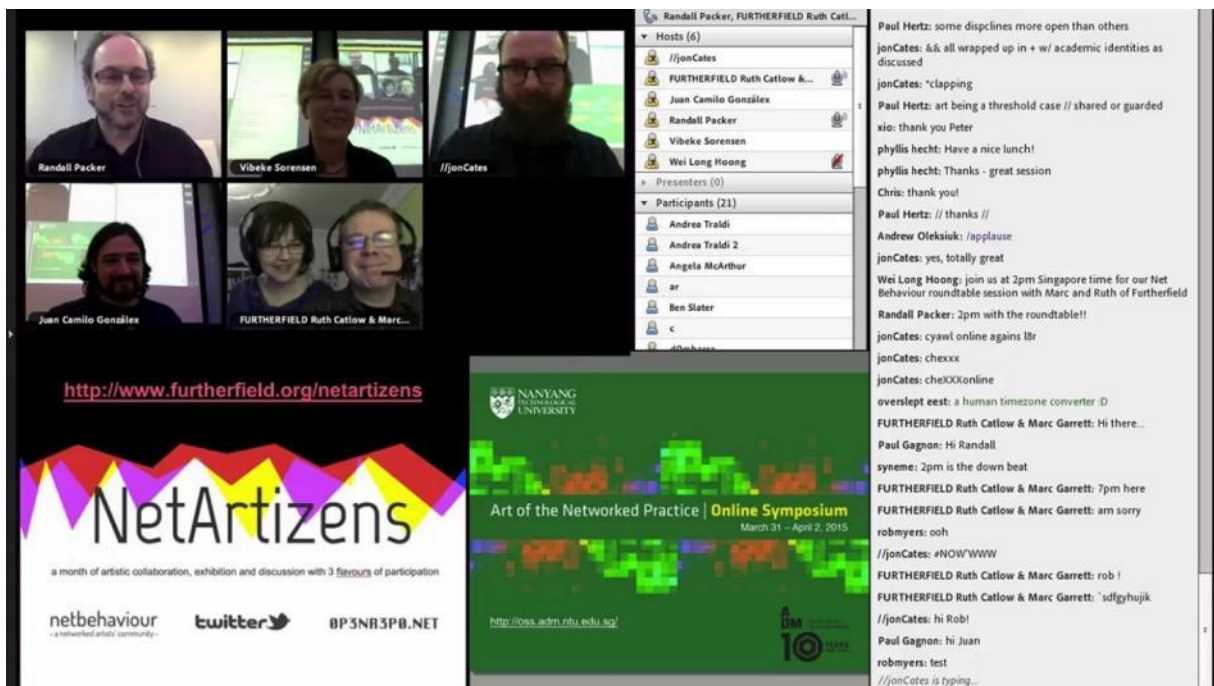 Randall Packer
Vibeke Sorensen
//jonCates
Juan Camilo González
FURTHERFIELD Ruth Catlow & Marc...
Randall Packer, FURTHERFIELD Ruth Catl...
Hosts (6)
//jonCates
FURTHERFIELD Ruth Catlow &...
Juan Camilo González
Randall Packer
Vibeke Sorensen
Wei Long Hoong
Presenters (0)
Participants (21)
Andrea Traldi
Andrea Traldi 2
Angela McArthur
ar
Ben Slater
c
http://www.furtherfield.org/netartizens
NetArtizens
a month of artistic collaboration, exhibition and discussion with 3 flavours of participation
netbehaviour
- a networked artists' community -
twitter
0P3NR3P0.NET
NANYANG
TECHNOLOGICAL
UNIVERSITY
Art of the Networked Practice | Online Symposium
March 31 – April 2, 2015
http://oss.adm.ntu.edu.sg/
ADM
10
YEARS
Paul Hertz: some dispclines more open than others
jonCates: && all wrapped up in + w/ academic identities as
discussed
jonCates: *clapping
Paul Hertz: art being a threshold case // shared or guarded
xio: thank you Peter
phyllis hecht: Have a nice lunch!
phyllis hecht: Thanks - great session
Chris: thank you!
Paul Hertz: // thanks //
Andrew Oleksiuk: /applause
jonCates: yes, totally great
Wei Long Hoong: join us at 2pm Singapore time for our Net
Behaviour roundtable session with Marc and Ruth of Furtherfield
Randall Packer: 2pm with the roundtable!!
jonCates: cyawl online agains l8r
jonCates: chexxx
jonCates: cheXXXonline
overslept eest: a human timezone converter :D
FURTHERFIELD Ruth Catlow & Marc Garrett: Hi there...
Paul Gagnon: Hi Randall
syneme: 2pm is the down beat
FURTHERFIELD Ruth Catlow & Marc Garrett: 7pm here
FURTHERFIELD Ruth Catlow & Marc Garrett: am sorry
robmyers: ooh
//jonCates: #NOW'WWW
FURTHERFIELD Ruth Catlow & Marc Garrett: rob !
FURTHERFIELD Ruth Catlow & Marc Garrett: `sdfgyhujik
//jonCates: hi Rob!
Paul Gagnon: hi Juan
robmyers: test
//jonCates is typing...